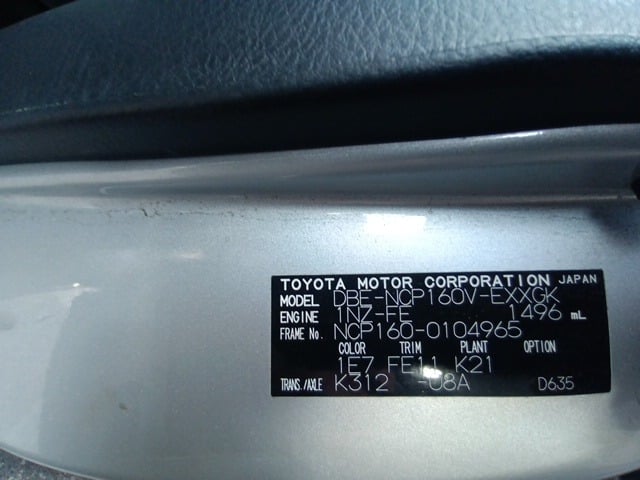 TOYOTA MOTOR CORPORATION JAPAN
MODEL DBE-NCP160V-EXXGK
ENGINE 1NZ-FE 1496 mL
FRAME No. NCP160-0104965
COLOR TRIM PLANT OPTION
1E7 FE11 K21
TRANS./AXLE K312 -08A D635